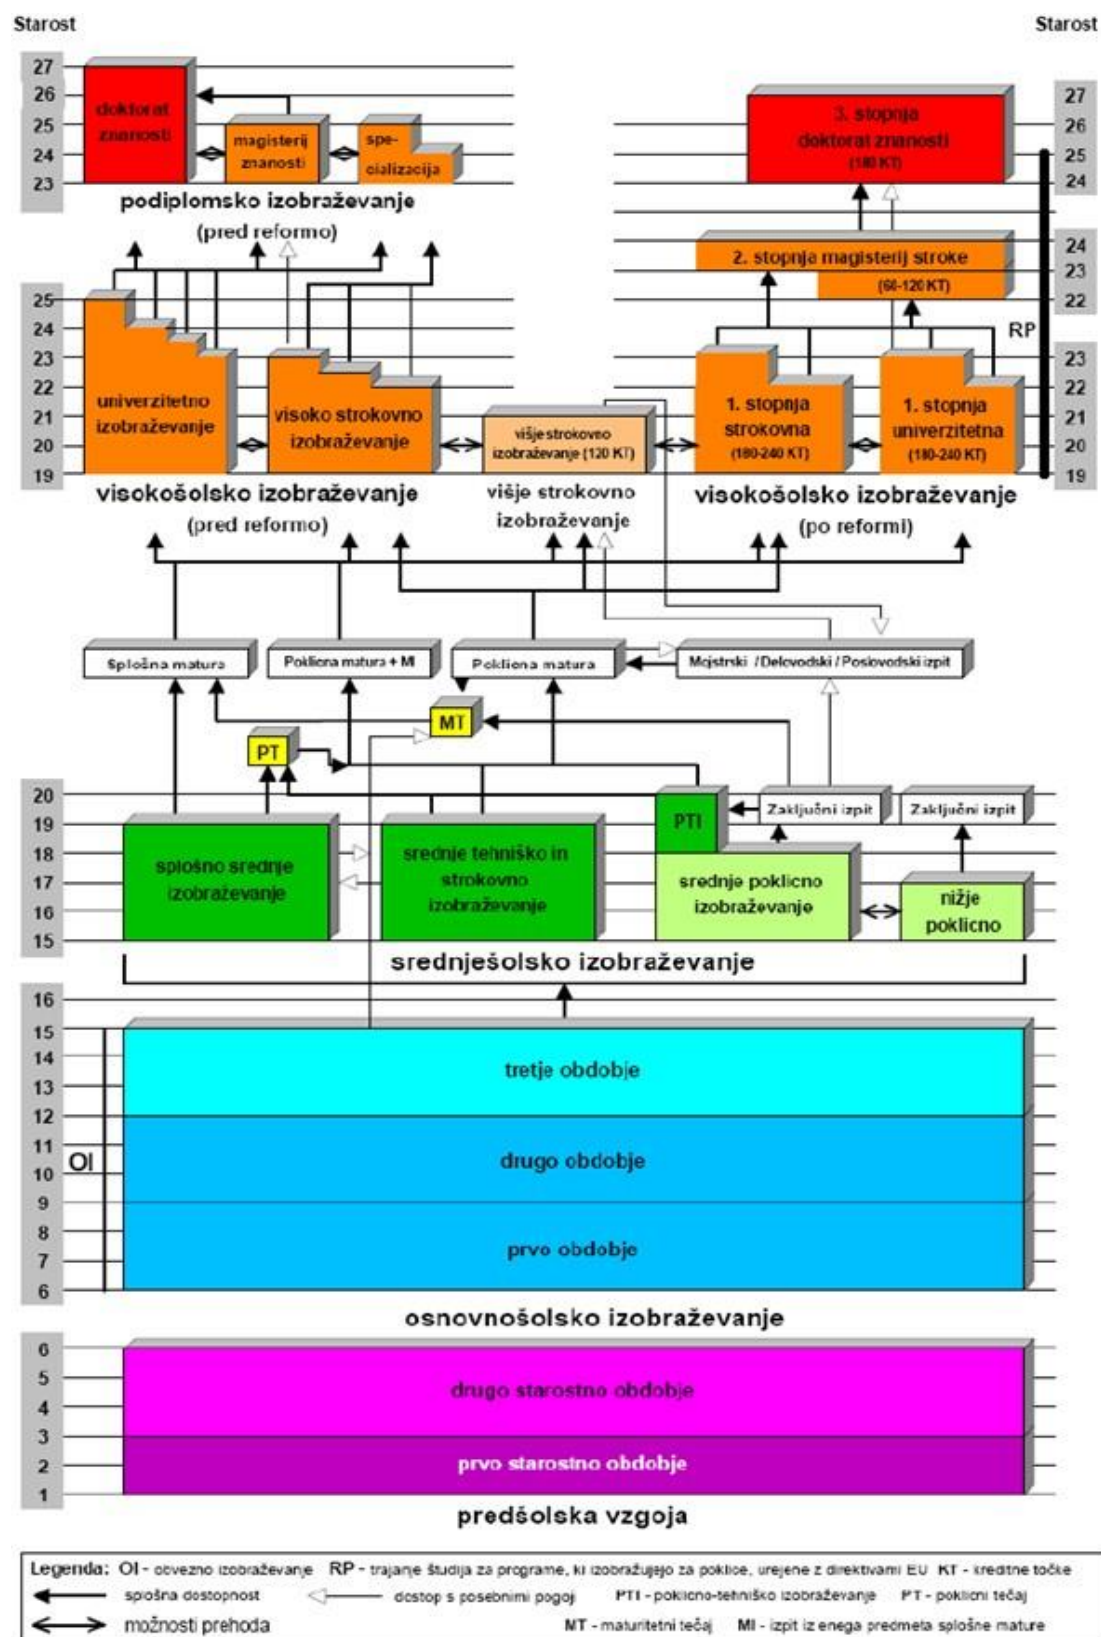 Starost
Starost
27
26
25
24
23
doktorat
znanosti
magisterij
znanosti
spe-
cializacija
podiplomsko izobraževanje
(pred reformo)
27
26
25
24
3. stopnja
doktorat znanosti
(180 KT)
24
23
22
2. stopnja magisterij stroke
(60-120 KT)
RP
25
24
23
22
21
20
19
univerzitetno
izobraževanje
visoko strokovno
izobraževanje
višje strokovno
izobraževanje (120 KT)
1. stopnja
strokovna
(180-240 KT)
1. stopnja
univerzitetna
(180-240 KT)
23
22
21
20
19
visokošolsko izobraževanje
(pred reformo)
višje strokovno
izobraževanje
visokošolsko izobraževanje
(po reformi)
Splošna matura
Poklicna matura + MI
Poklicna matura
Mojstrski / Delovodski / Poslovodski izpit
MT
PT
20
19
18
17
16
15
splošno srednje
izobraževanje
srednje tehniško in
strokovno
izobraževanje
PTI
Zaključni izpit
Zaključni izpit
srednje poklicno
izobraževanje
nižje
poklicno
srednješolsko izobraževanje
16
15
14
13
12
11
10
9
8
7
6
OI
tretje obdobje
drugo obdobje
prvo obdobje
osnovnošolsko izobraževanje
6
5
4
3
2
1
drugo starostno obdobje
prvo starostno obdobje
predšolska vzgoja
Legenda: OI - obvezno izobraževanje RP - trajanje študija za programe, ki izobražujejo za poklice, urejene z direktivami EU KT - kreditne točke
splošna dostopnost dostop s posebnimi pogoji PTI - poklicno-tehniško izobraževanje PT - poklicni tečaj
možnosti prehoda MT - maturitetni tečaj MI - izpit iz enega predmeta splošne mature